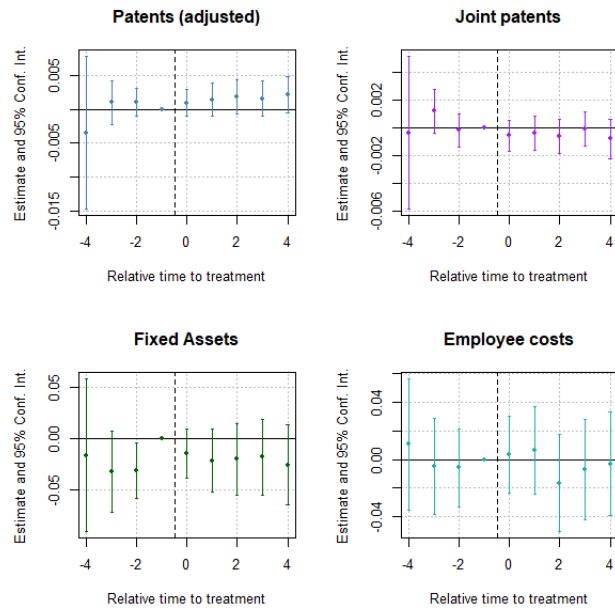 Patents (adjusted)
Estimate and 95% Conf. Int.
0.005
-0.005
-0.015
-4 -2 0 2 4
Relative time to treatment
Joint patents
Estimate and 95% Conf. Int.
0.002
-0.002
-0.006
-4 -2 0 2 4
Relative time to treatment
Fixed Assets
Estimate and 95% Conf. Int.
0.05
0.00
-0.05
-4 -2 0 2 4
Relative time to treatment
Employee costs
Estimate and 95% Conf. Int.
0.04
0.00
-0.04
-4 -2 0 2 4
Relative time to treatment